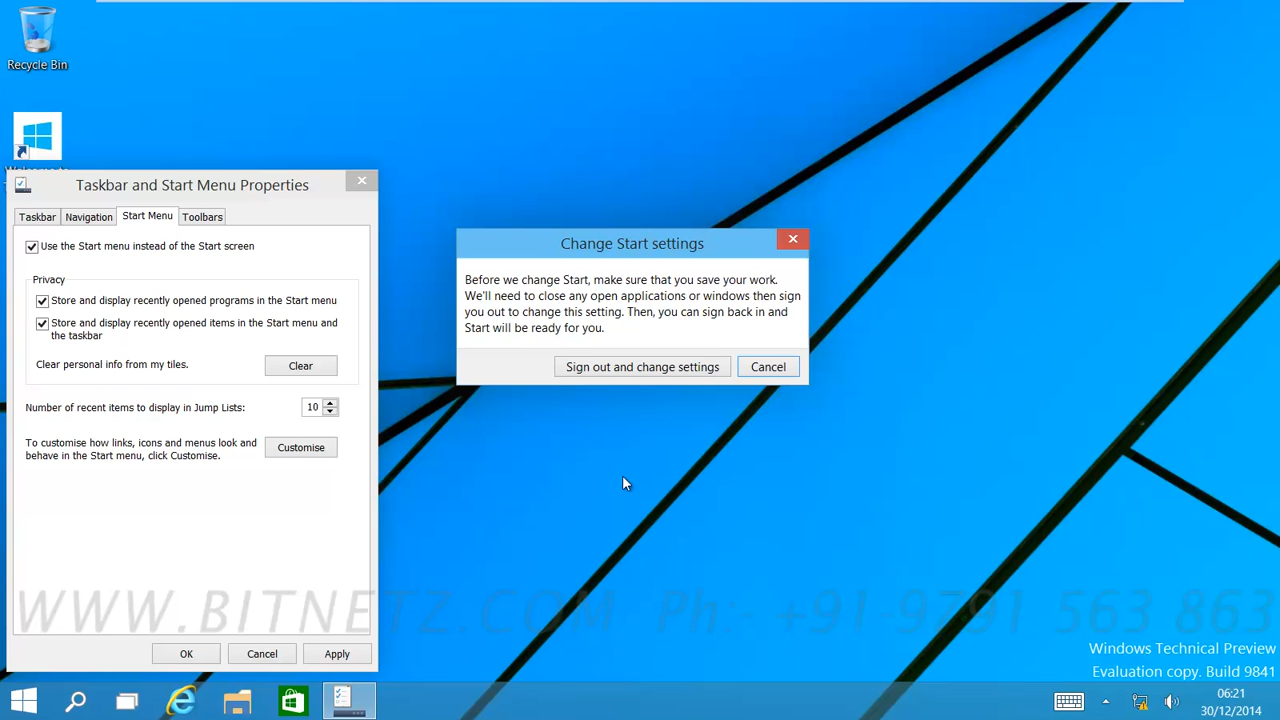 Recycle Bin
Taskbar and Start Menu Properties
Taskbar
Navigation
Start Menu
Toolbars
Use the Start menu instead of the Start screen
Privacy
Store and display recently opened programs in the Start menu
Store and display recently opened items in the Start menu and
the taskbar
Clear personal info from my tiles.
Clear
Number of recent items to display in Jump Lists:
10
To customise how links, icons and menus look and
behave in the Start menu, click Customise.
Customise
OK
Cancel
Apply
Change Start settings
Before we change Start, make sure that you save your work.
We'll need to close any open applications or windows then sign
you out to change this setting. Then, you can sign back in and
Start will be ready for you.
Sign out and change settings
Cancel
WWW.BITNETZ.COM Ph:- +91-9791 563 863
Windows Technical Preview
Evaluation copy. Build 9841
06:21
30/12/2014